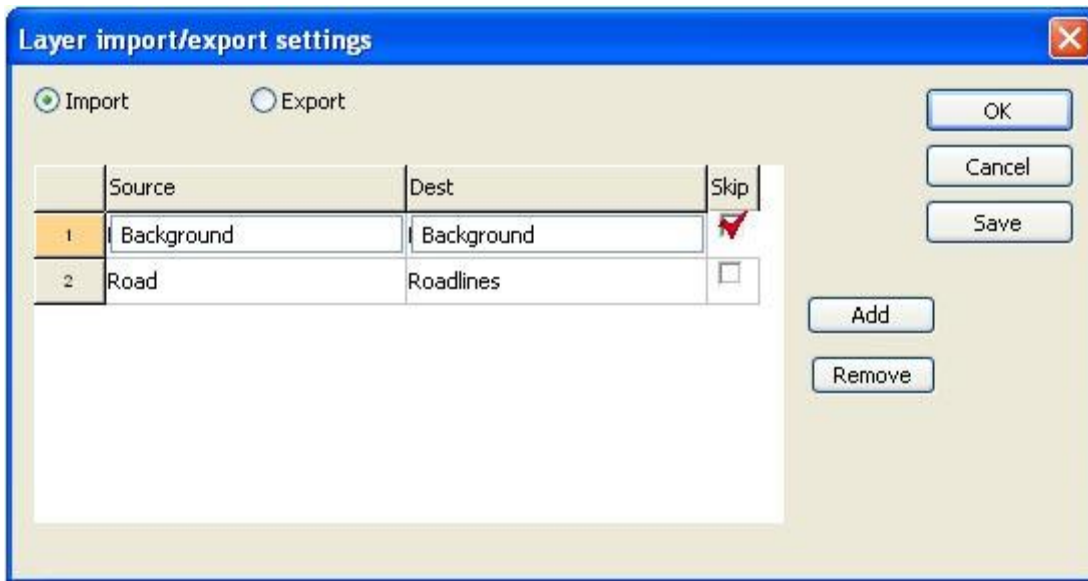 Layer import/export settings
Import Export
OK
Cancel
Save
Source Dest Skip
1 Background Background
2 Road Roadlines
Add
Remove